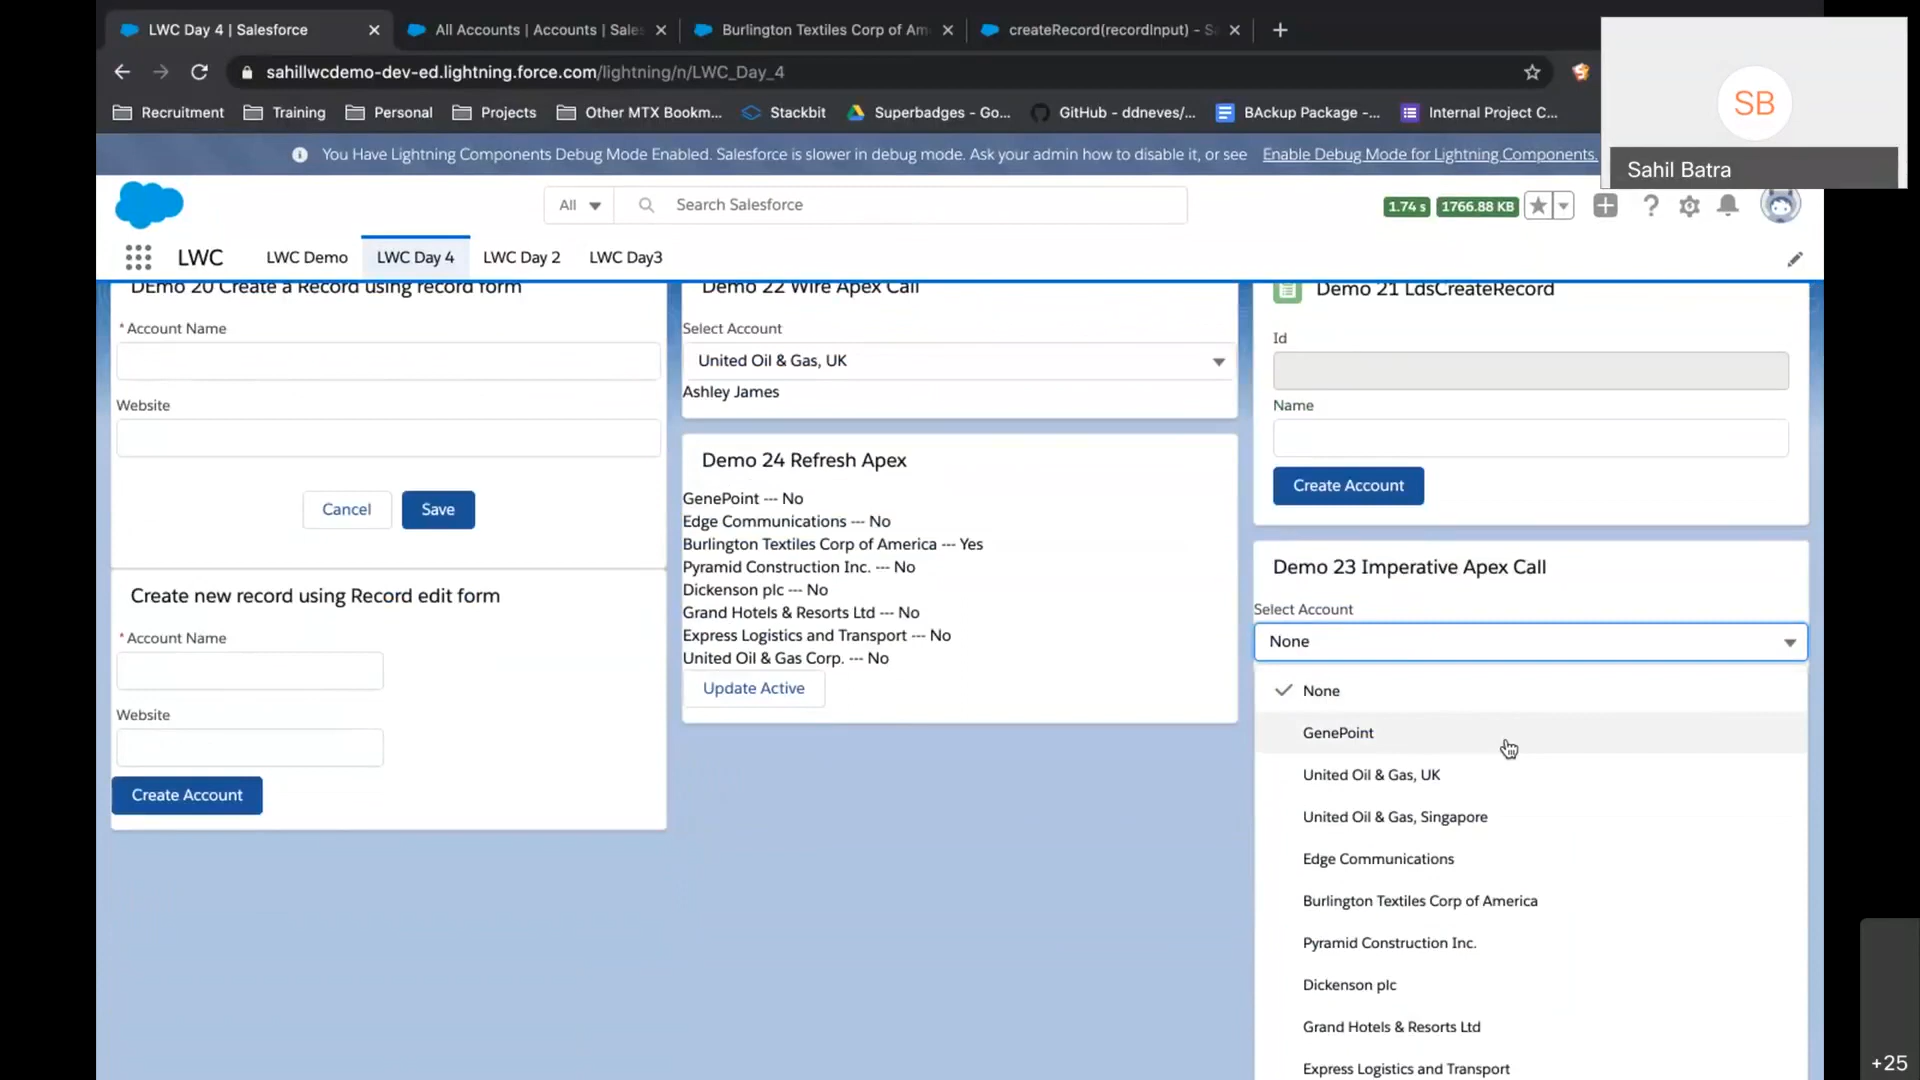 LWC Day 4 | Salesforce
All Accounts | Accounts | Sales
Burlington Textiles Corp of Am
createRecord(recordInput) - S
sahillwcdemo-dev-ed.lightning.force.com/lightning/n/LWC_Day_4
Recruitment
Training
Personal
Projects
Other MTX Bookm...
Stackbit
Superbadges - Go...
GitHub - ddneves/...
BAckup Package -...
Internal Project C...
SB
Sahil Batra
You Have Lightning Components Debug Mode Enabled. Salesforce is slower in debug mode. Ask your admin how to disable it, or see Enable Debug Mode for Lightning Components.
All
Search Salesforce
1.74 s
1766.88 KB
LWC
LWC Demo
LWC Day 4
LWC Day 2
LWC Day3
DEmo 20 Create a Record using record form
*Account Name
Website
Cancel
Save
Create new record using Record edit form
*Account Name
Website
Create Account
Demo 22 Wire Apex Call
Select Account
United Oil & Gas, UK
Ashley James
Demo 24 Refresh Apex
GenePoint --- No
Edge Communications --- No
Burlington Textiles Corp of America --- Yes
Pyramid Construction Inc. --- No
Dickenson plc --- No
Grand Hotels & Resorts Ltd --- No
Express Logistics and Transport --- No
United Oil & Gas Corp. --- No
Update Active
Demo 21 LdsCreateRecord
Id
Name
Create Account
Demo 23 Imperative Apex Call
Select Account
None
None
GenePoint
United Oil & Gas, UK
United Oil & Gas, Singapore
Edge Communications
Burlington Textiles Corp of America
Pyramid Construction Inc.
Dickenson plc
Grand Hotels & Resorts Ltd
Express Logistics and Transport
+25